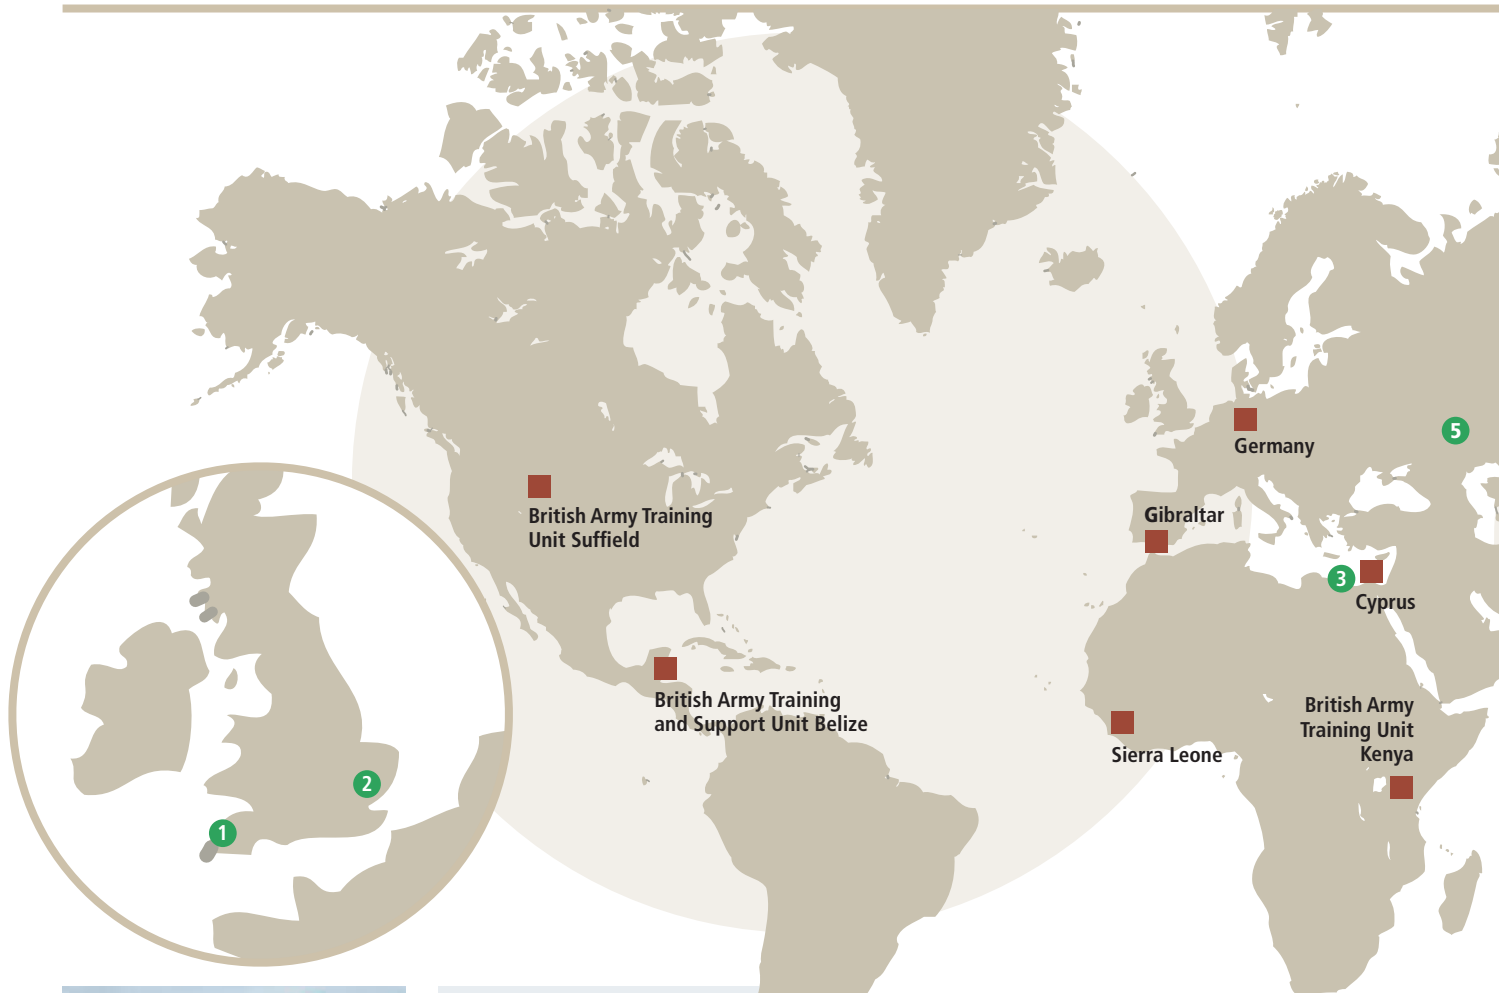 5
Germany
British Army Training
Unit Suffield
Gibraltar
3
Cyprus
British Army Training
and Support Unit Belize
Sierra Leone
British Army
Training Unit
Kenya
2
1